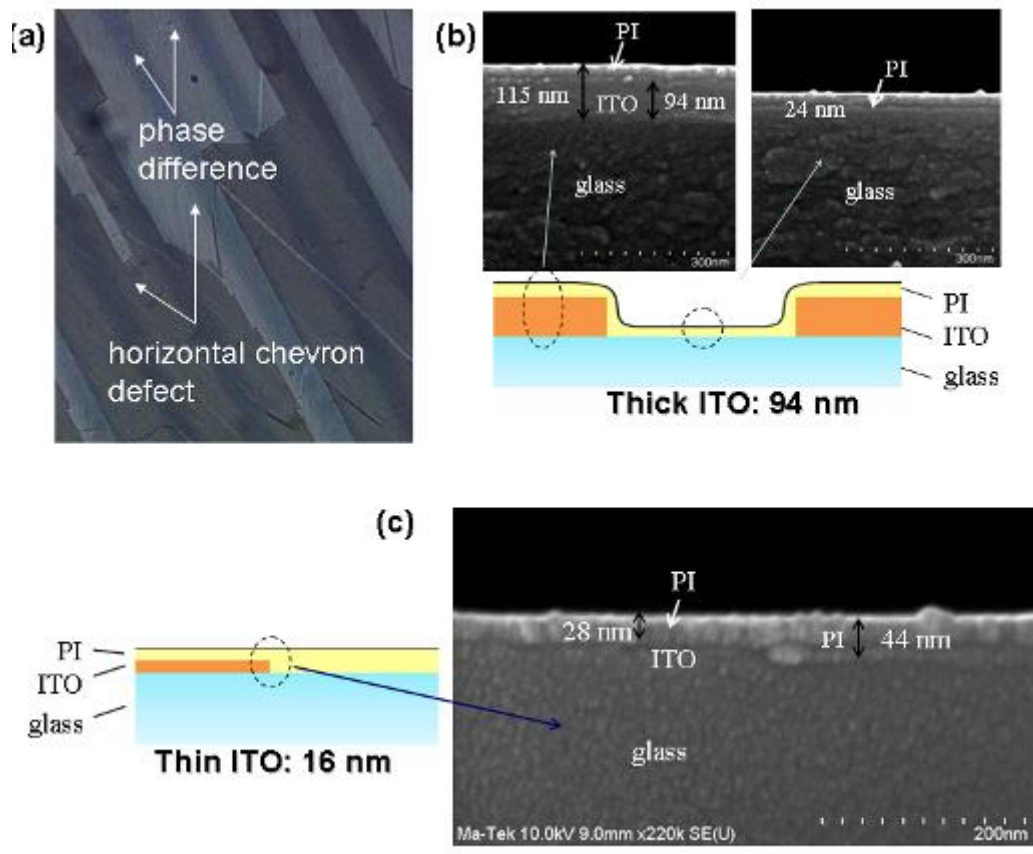 (a)
phase
difference
horizontal chevron
defect
(b)
PI
115 nm
ITO
94 nm
glass
300nm
PI
24 nm
glass
300nm
PI
ITO
glass
Thick ITO: 94 nm
(c)
PI
28 nm
ITO
PI
44 nm
glass
Ma-Tek 10.0kV 9.0mm x220k SE(U)
200nm
PI
ITO
glass
Thin ITO: 16 nm